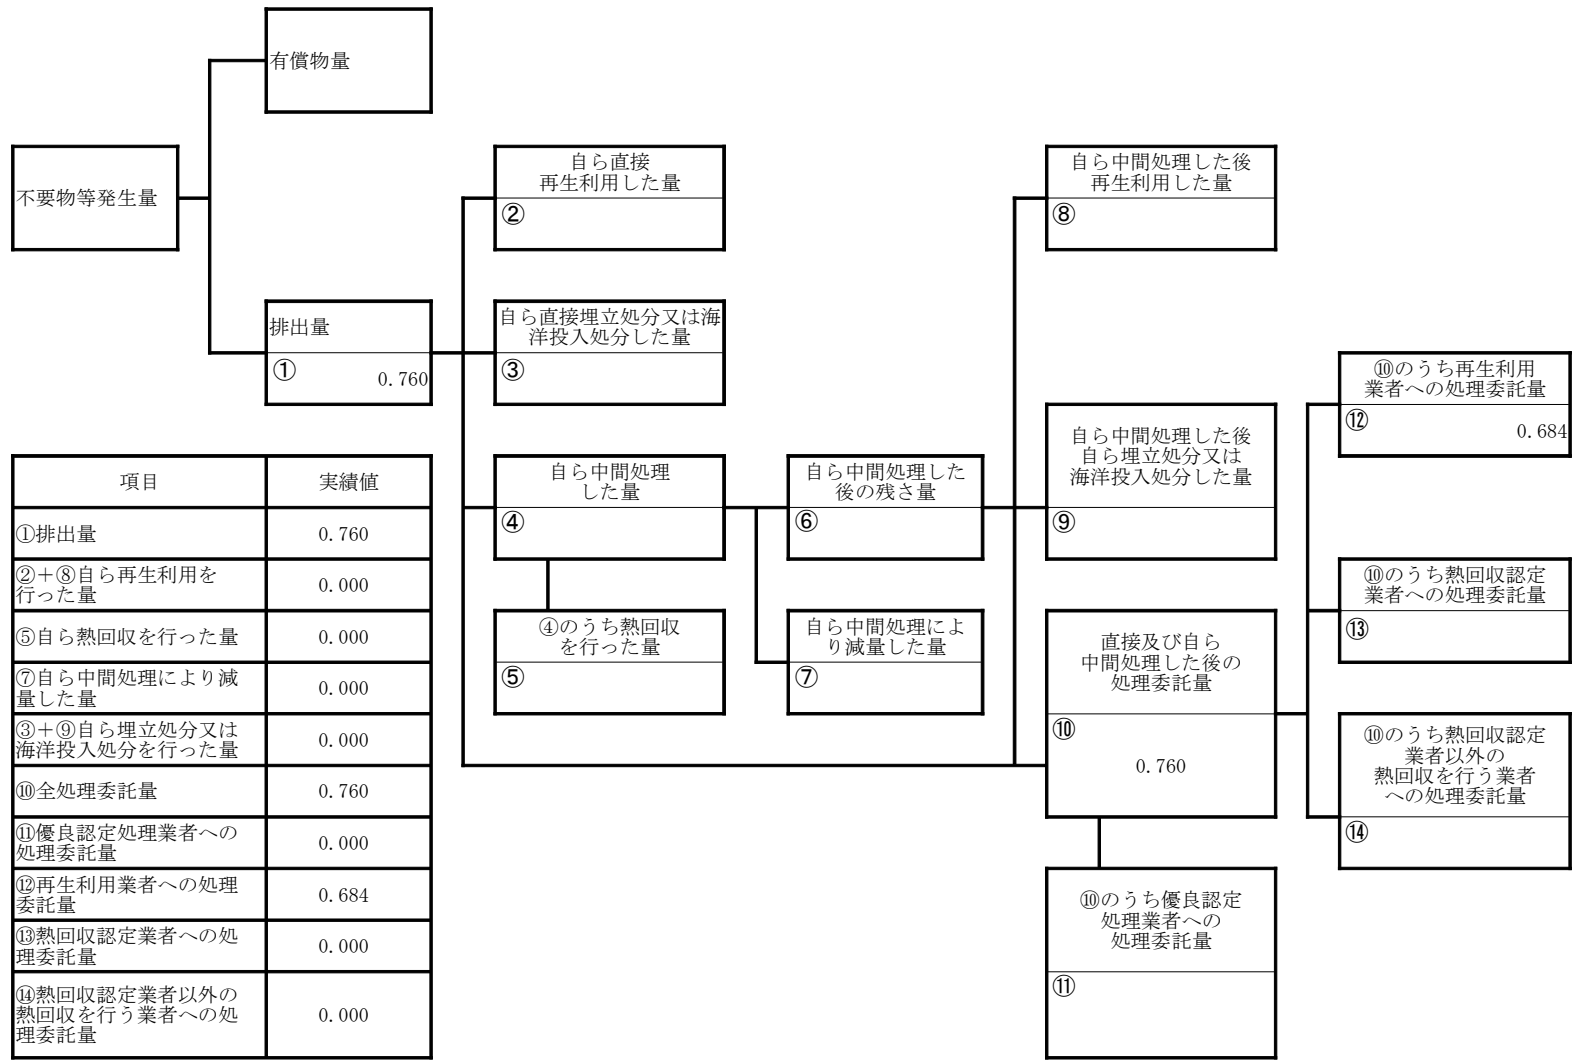 有償物量
不要物等発生量
自ら直接
再生利用した量
②
自ら中間処理した後
再生利用した量
⑧
排出量
①
0.760
自ら直接埋立処分又は海
洋投入処分した量
③
⑩のうち再生利用
業者への処理委託量
⑫
0.684
自ら中間処理した後
自ら埋立処分又は
海洋投入処分した量
⑨
自ら中間処理
した量
④
自ら中間処理した
後の残さ量
⑥
⑩のうち熱回収認定
業者への処理委託量
⑬
④のうち熱回収
を行った量
⑤
自ら中間処理によ
り減量した量
⑦
直接及び自ら
中間処理した後の
処理委託量
⑩
0.760
⑩のうち熱回収認定
業者以外の
熱回収を行う業者
への処理委託量
⑭
⑩のうち優良認定
処理業者への
処理委託量
⑪
項目 実績値
①排出量 0.760
②＋⑧自ら再生利用を
行った量
0.000
⑤自ら熱回収を行った量 0.000
⑦自ら中間処理により減
量した量
0.000
③＋⑨自ら埋立処分又は
海洋投入処分を行った量
0.000
⑩全処理委託量 0.760
⑪優良認定処理業者への
処理委託量
0.000
⑫再生利用業者への処理
委託量
0.684
⑬熱回収認定業者への処
理委託量
0.000
⑭熱回収認定業者以外の
熱回収を行う業者への処
理委託量
0.000